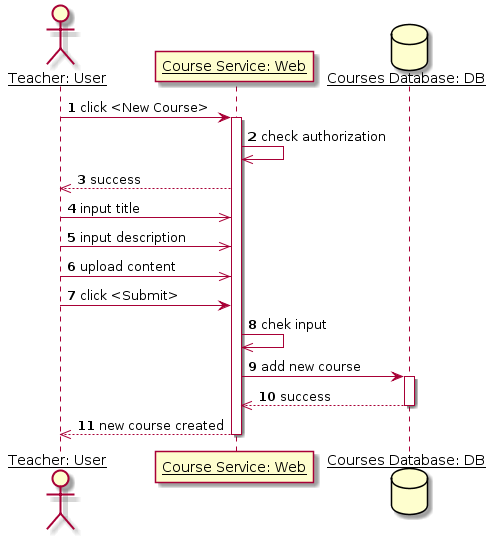 Teacher: User
Course Service: Web
Courses Database: DB
1 click <New Course>
2 check authorization
3 success
4 input title
5 input description
6 upload content
7 click <Submit>
8 chek input
9 add new course
10 success
11 new course created
Teacher: User
Course Service: Web
Courses Database: DB